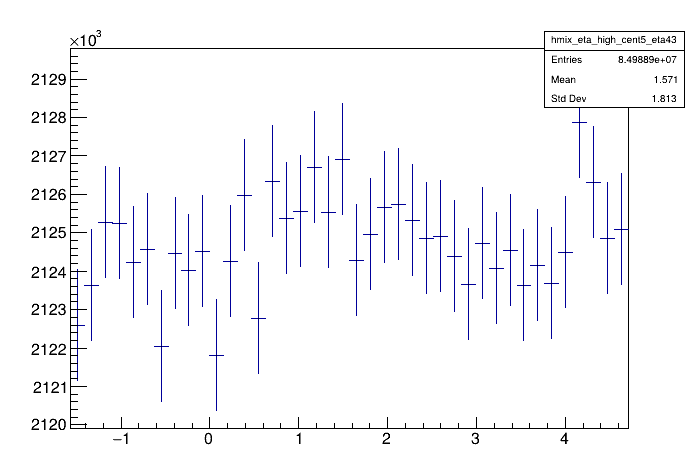 ×10³
hmix_eta_high_cent5_eta43
Entries 8.49889e+07
Mean 1.571
Std Dev 1.813
2129
2128
2127
2126
2125
2124
2123
2122
2121
2120
−1 0 1 2 3 4